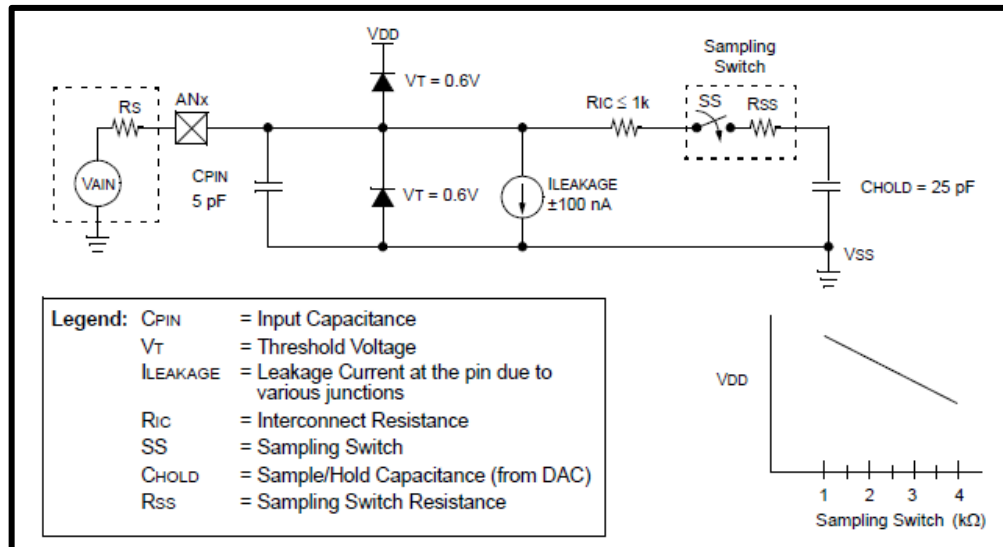 VDD
Sampling
Switch
VT = 0.6V
RS
ANX
RIC ≤ 1k
SS
RSS
VAIN
CPIN
5 pF
VT = 0.6V
ILEAKAGE
±100 nA
CHOLD = 25 pF
VSS
Legend: CPIN = Input Capacitance
VT = Threshold Voltage
ILEAKAGE = Leakage Current at the pin due to
various junctions
RIC = Interconnect Resistance
SS = Sampling Switch
CHOLD = Sample/Hold Capacitance (from DAC)
RSS = Sampling Switch Resistance
VDD
1 2 3 4
Sampling Switch (kΩ)